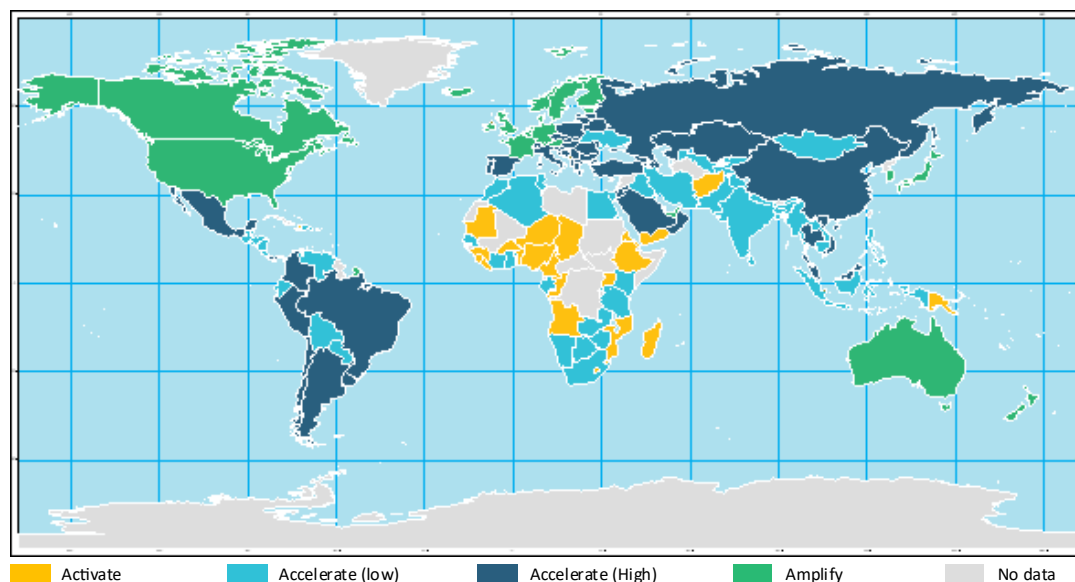 Activate
Accelerate (low)
Accelerate (High)
Amplify
No data